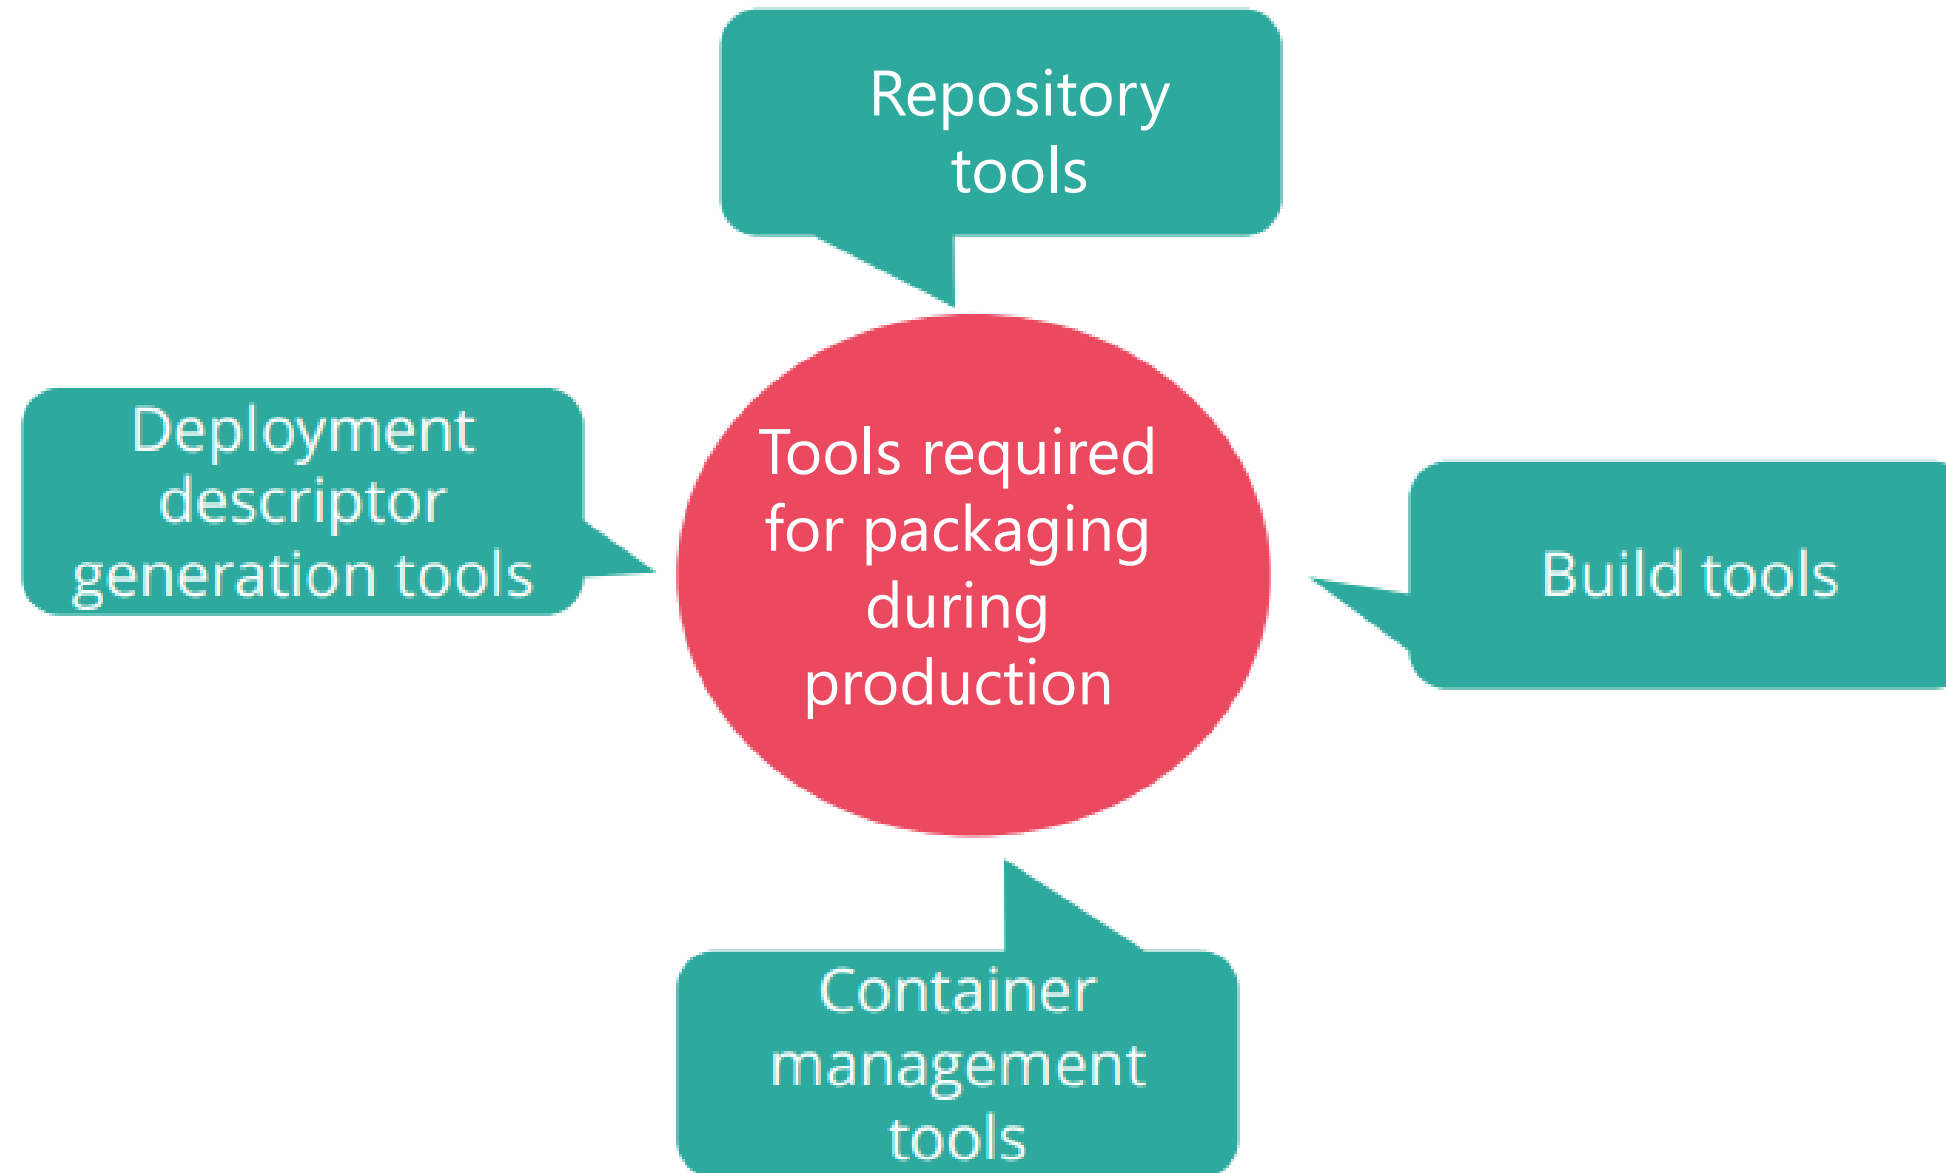 Repository
tools
Deployment
descriptor
generation tools
Tools required
for packaging
during
production
Build tools
Container
management
tools